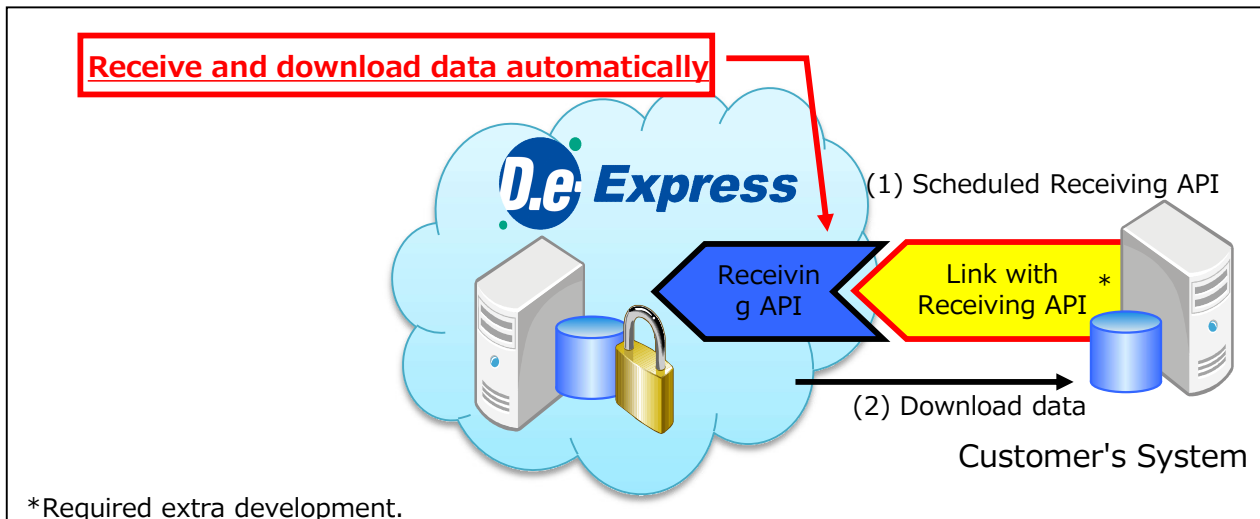 Receive and download data automatically
D.e-Express
(1) Scheduled Receiving API
Receivin
g API
Link with
Receiving API *
(2) Download data
Customer's System
*Required extra development.